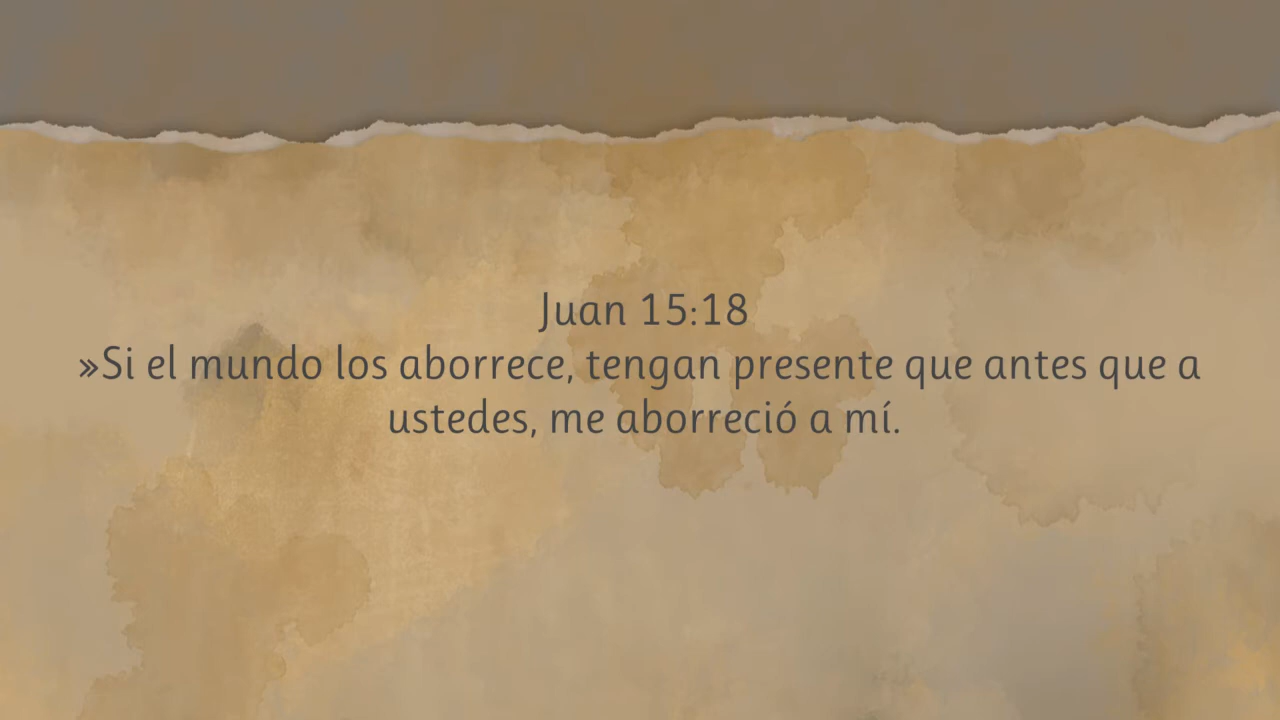 Juan 15:18
»Si el mundo los aborrece, tengan presente que antes que a
ustedes, me aborreció a mí.